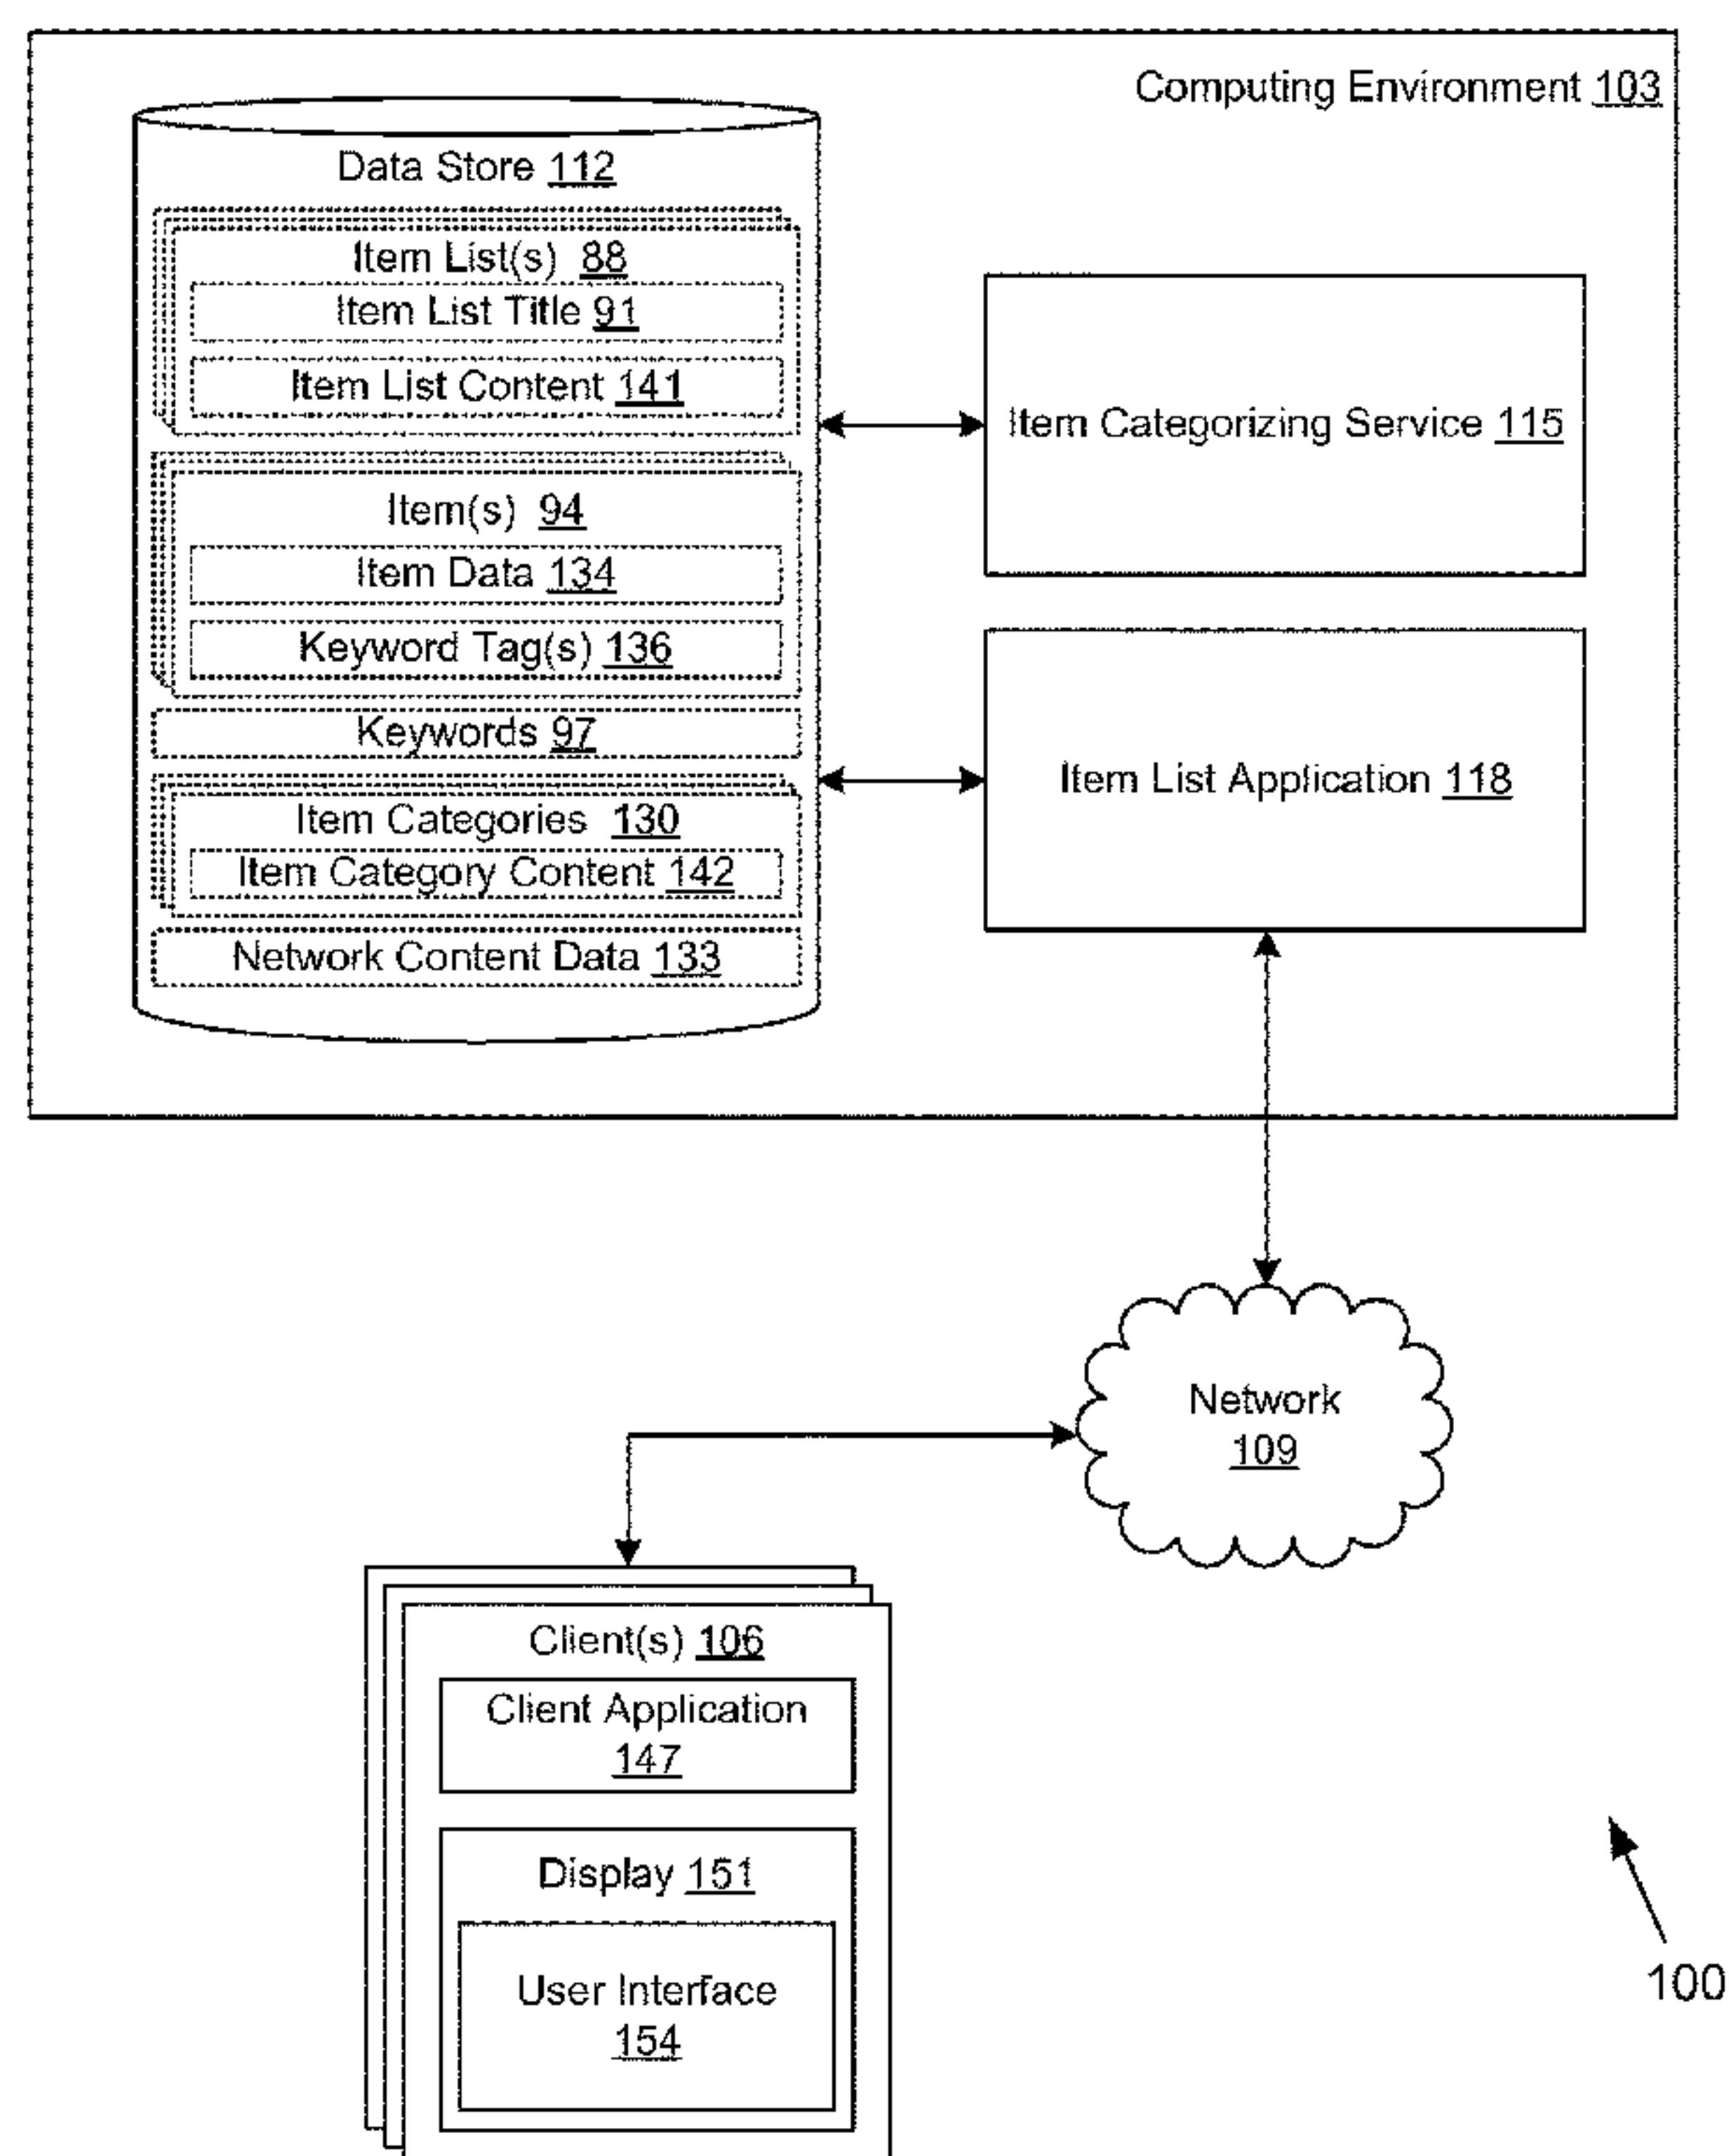 Computing Environment 103
Data Store 112
Item List(s) 88
Item List Title 91
Item List Content 141
Item(s) 94
Item Data 134
Keyword Tag(s) 136
Keywords 97
Item Categories 130
Item Category Content 142
Network Content Data 133
Item Categorizing Service 115
Item List Application 118
Network
109
Client(s) 106
Client Application
147
Display 151
User Interface
154
100